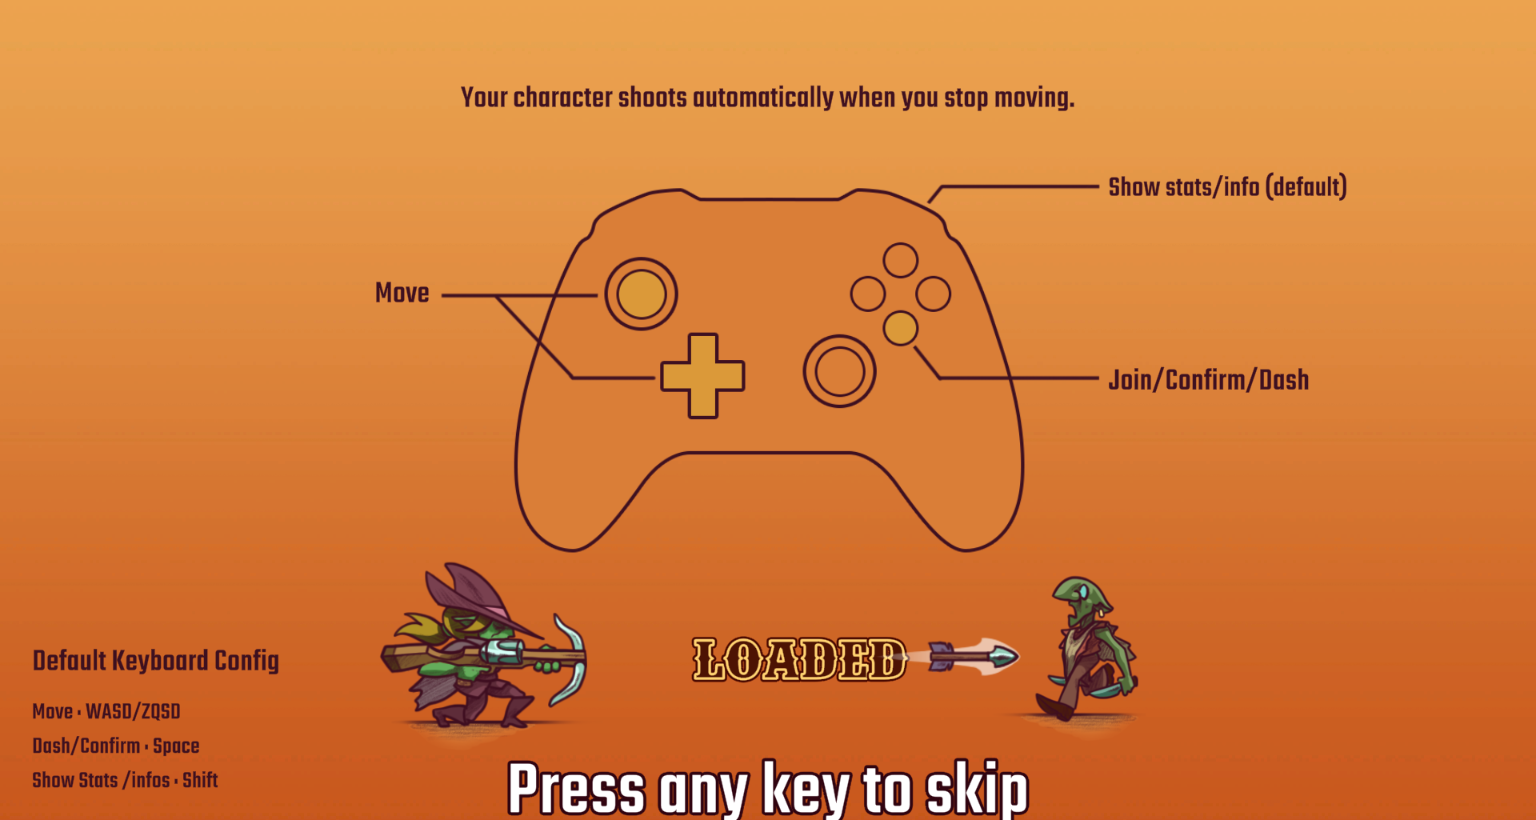 Your character shoots automatically when you stop moving.
Show stats/info (default)
Move
Join/Confirm/Dash
LOADED
Default Keyboard Config
Move · WASD/ZQSD
Dash/Confirm · Space
Show Stats /infos · Shift
Press any key to skip